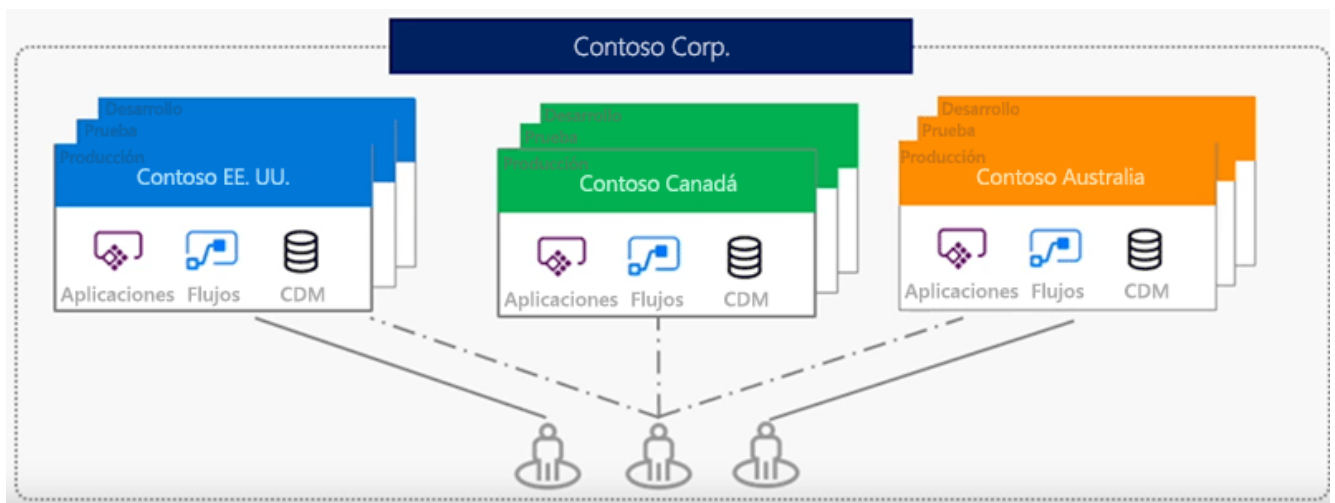 Contoso Corp.
Desarrollo
Prueba
Producción
Contoso EE. UU.
Aplicaciones Flujos CDM
Desarrollo
Prueba
Producción
Contoso Canadá
Aplicaciones Flujos CDM
Desarrollo
Prueba
Producción
Contoso Australia
Aplicaciones Flujos CDM